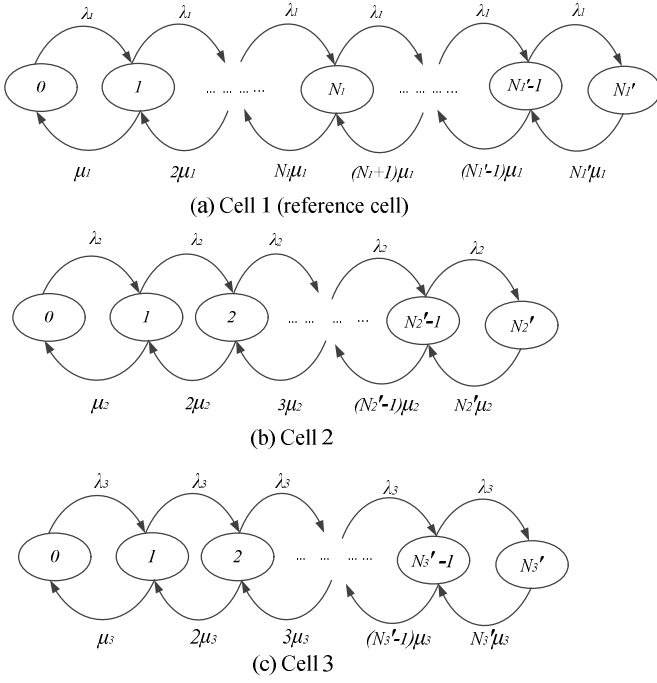 λ1 λ1 λ1 λ1 λ1 λ1
0 1 ... ... ... ... N1 ... ... ... ... N1'-1 N1'
μ1 2μ1 N1μ1 (N1+1)μ1 (N1'-1)μ1 N1'μ1
(a) Cell 1 (reference cell)
λ2 λ2 λ2 λ2 λ2
0 1 2 ... ... ... ... N2'-1 N2'
μ2 2μ2 3μ2 (N2'-1)μ2 N2'μ2
(b) Cell 2
λ3 λ3 λ3 λ3 λ3
0 1 2 ... ... ... ... N3'-1 N3'
μ3 2μ3 3μ3 (N3'-1)μ3 N3'μ3
(c) Cell 3